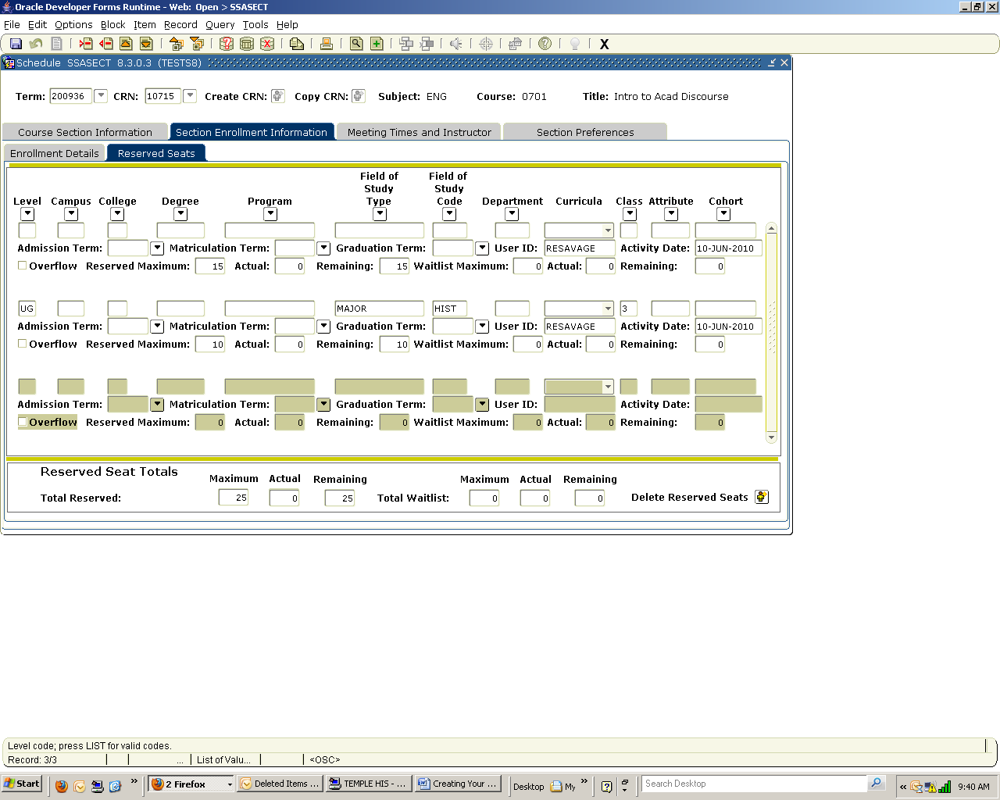 Oracle Developer Forms Runtime - Web: Open > SSASECT
File Edit Options Block Item Record Query Tools Help
X
Schedule SSASECT 8.3.0.3 (TESTS8)
Term: 200936 CRN: 10715 Create CRN: Copy CRN: Subject: ENG Course: 0701 Title: Intro to Acad Discourse
Course Section Information Section Enrollment Information Meeting Times and Instructor Section Preferences
Enrollment Details Reserved Seats
Level Campus College Degree Program Field of Study Type Field of Study Code Department Curricula Class Attribute Cohort
Admission Term: Matriculation Term: Graduation Term: User ID: RESAVAGE Activity Date: 10-JUN-2010
Overflow Reserved Maximum: 15 Actual: 0 Remaining: 15 Waitlist Maximum: 0 Actual: 0 Remaining: 0
UG MAJOR HIST 3
Admission Term: Matriculation Term: Graduation Term: User ID: RESAVAGE Activity Date: 10-JUN-2010
Overflow Reserved Maximum: 10 Actual: 0 Remaining: 10 Waitlist Maximum: 0 Actual: 0 Remaining: 0
Admission Term: Matriculation Term: Graduation Term: User ID: Activity Date:
Overflow Reserved Maximum: 0 Actual: 0 Remaining: 0 Waitlist Maximum: 0 Actual: 0 Remaining: 0
Reserved Seat Totals
Maximum Actual Remaining Maximum Actual Remaining
Total Reserved: 25 0 25 Total Waitlist: 0 0 0 Delete Reserved Seats
Level code; press LIST for valid codes.
Record: 3/3 ... List of Valu... <OSC>
Start » 2 Firefox Deleted Items ... TEMPLE HIS - ... Creating Your ... Desktop My » Search Desktop « 9:40 AM